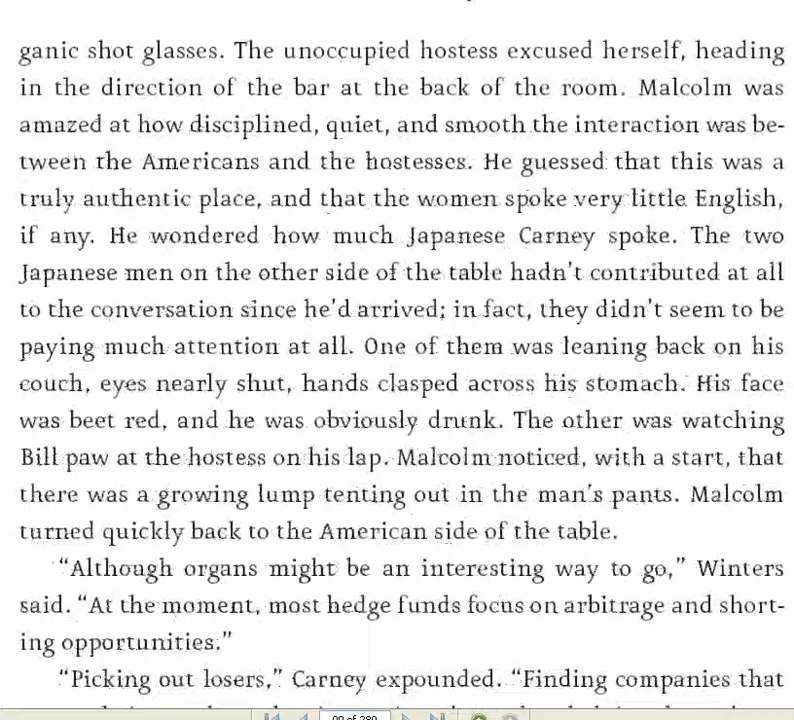 ganic shot glasses. The unoccupied hostess excused herself, heading
in the direction of the bar at the back of the room. Malcolm was
amazed at how disciplined, quiet, and smooth the interaction was be-
tween the Americans and the hostesses. He guessed that this was a
truly authentic place, and that the women spoke very little English,
if any. He wondered how much Japanese Carney spoke. The two
Japanese men on the other side of the table hadn't contributed at all
to the conversation since he'd arrived; in fact, they didn't seem to be
paying much attention at all. One of them was leaning back on his
couch, eyes nearly shut, hands clasped across his stomach. His face
was beet red, and he was obviously drunk. The other was watching
Bill paw at the hostess on his lap. Malcolm noticed, with a start, that
there was a growing lump tenting out in the man's pants. Malcolm
turned quickly back to the American side of the table.
"Although organs might be an interesting way to go," Winters
said. "At the moment, most hedge funds focus on arbitrage and short-
ing opportunities."
"Picking out losers," Carney expounded. "Finding companies that
of 289